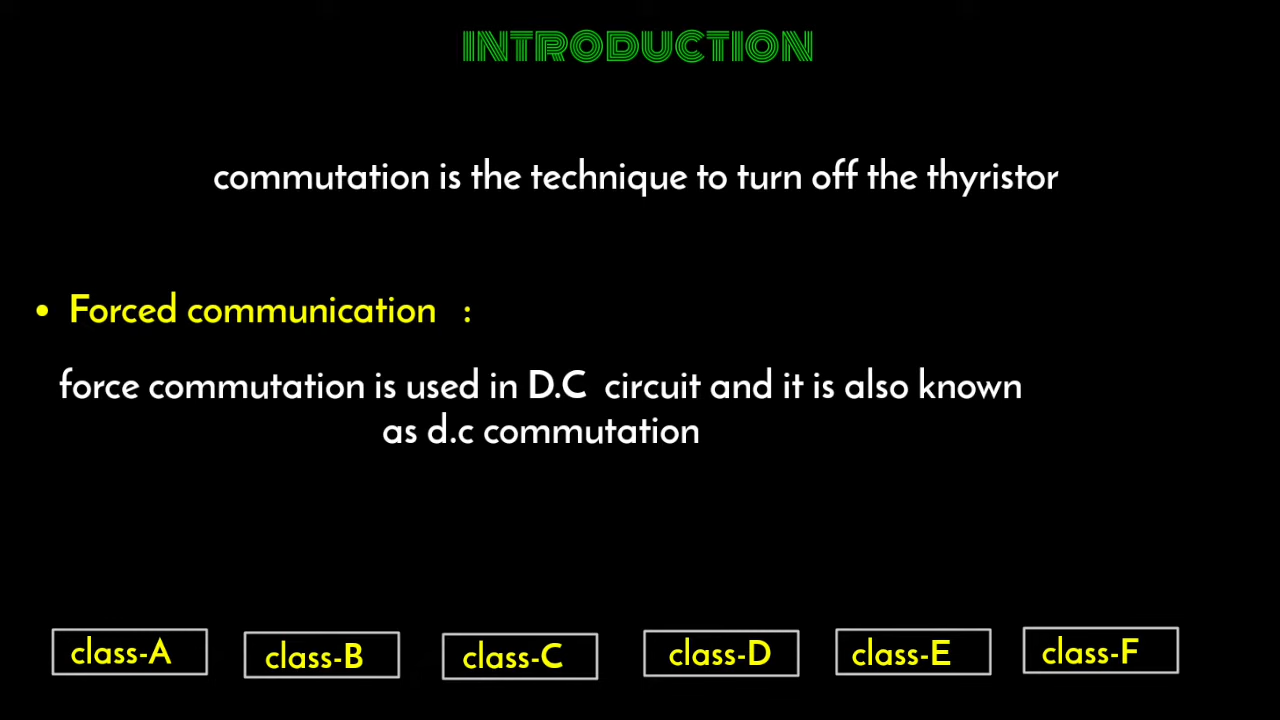 INTRODUCTION
commutation is the technique to turn off the thyristor
• Forced communication :
force commutation is used in D.C circuit and it is also known
as d.c commutation
class-A class-B class-C class-D class-E class-F